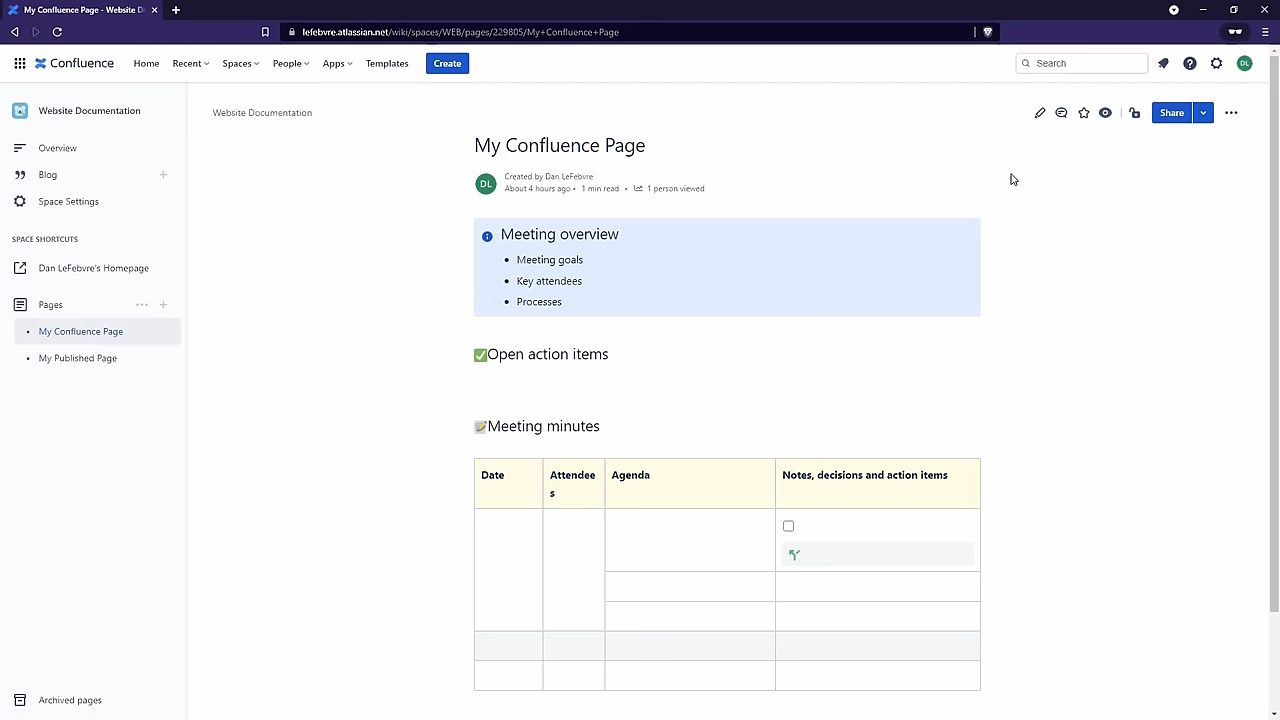 My Confluence Page - Website D
lefebvre.atlassian.net/wiki/spaces/WEB/pages/229805/My+Confluence+Page
Confluence
Home
Recent
Spaces
People
Apps
Templates
Create
Search
DL
Website Documentation
Overview
Blog
Space Settings
SPACE SHORTCUTS
Dan LeFebvre's Homepage
Pages
My Confluence Page
My Published Page
Archived pages
Website Documentation
Share
My Confluence Page
DL
Created by Dan LeFebvre
About 4 hours ago • 1 min read • 1 person viewed
Meeting overview
• Meeting goals
• Key attendees
• Processes
✅Open action items
📝Meeting minutes
Date
Attendee
s
Agenda
Notes, decisions and action items